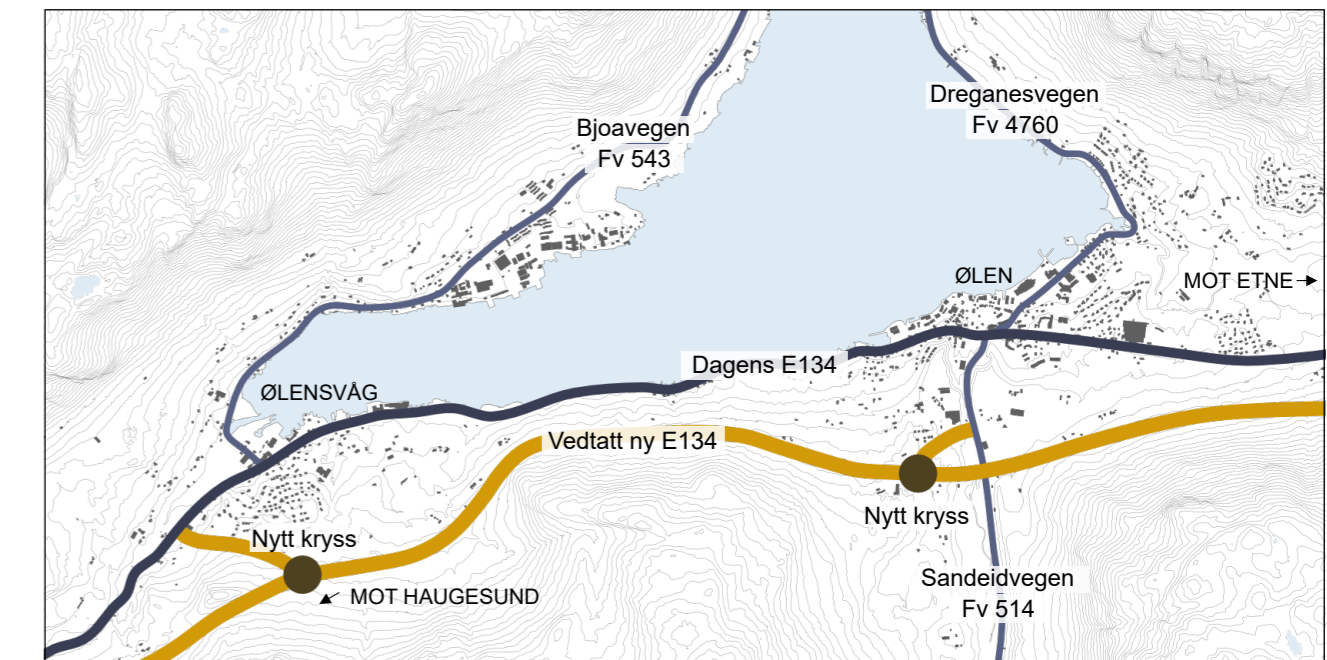 Dreganesvegen
Fv 4760
Bjoavegen
Fv 543
ØLEN
MOT ETNE
Dagens E134
ØLENSVÅG
Vedtatt ny E134
Nytt kryss
Nytt kryss
Sandeidvegen
Fv 514
MOT HAUGESUND